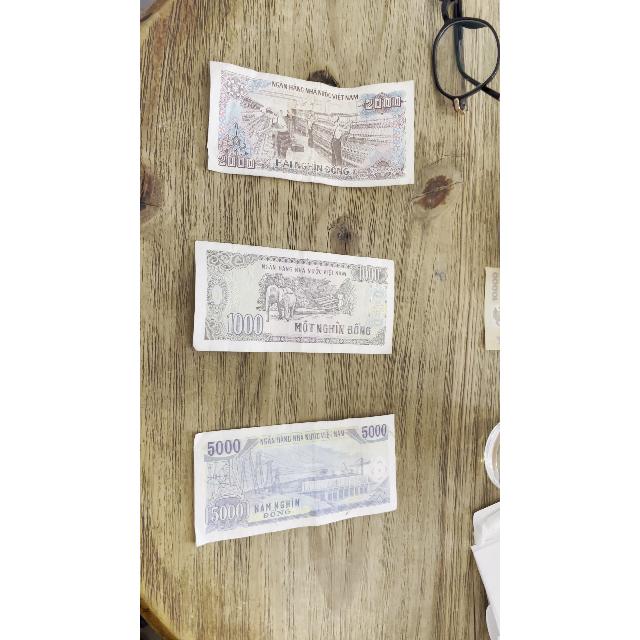 NGÂN HÀNG NHÀ NƯỚC VIỆT NAM
2000
2000
HAI NGHÌN ĐỒNG
NGÂN HÀNG NHÀ NƯỚC VIỆT NAM
1000
1000
MỘT NGHÌN ĐỒNG
5000
NGÂN HÀNG NHÀ NƯỚC VIỆT NAM
5000
5000
NĂM NGHÌN
ĐỒNG